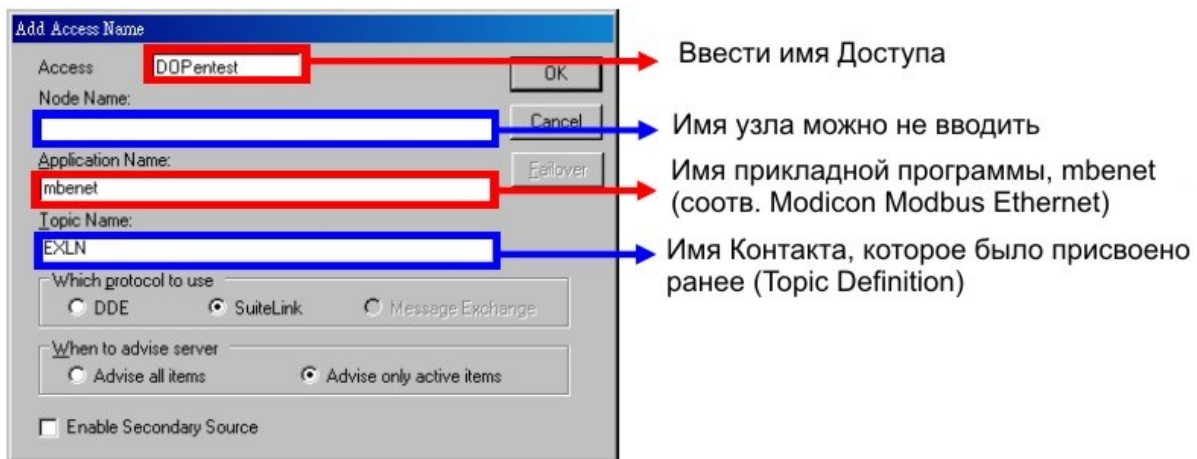 Add Access Name
Access DOPentest
OK
Ввести имя Доступа
Node Name:
Cancel
Имя узла можно не вводить
Application Name:
mbenet
Failover
Имя прикладной программы, mbenet
(соотв. Modicon Modbus Ethernet)
Topic Name:
EXLN
Имя Контакта, которое было присвоено
ранее (Topic Definition)
Which protocol to use
DDE SuiteLink Message Exchange
When to advise server
Advise all items Advise only active items
Enable Secondary Source